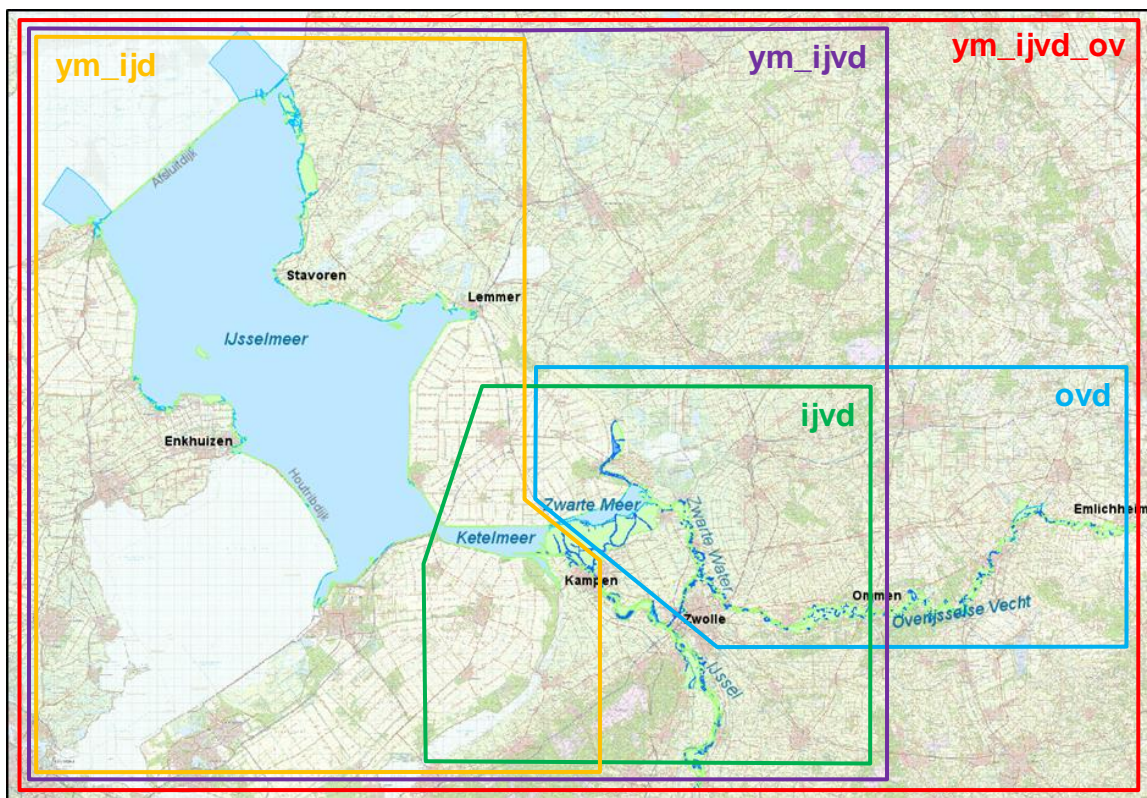 ym_ijd
ym_ijvd
ym_ijvd_ov
Afsluitdijk
Stavoren
Lemmer
IJsselmeer
ovd
ijvd
Enkhuizen
Houtribdijk
Zwarte Meer
Zwarte Water
Emlichheim
Ketelmeer
Kampen
Ommen
Zwolle
Overijsselse Vecht
IJssel